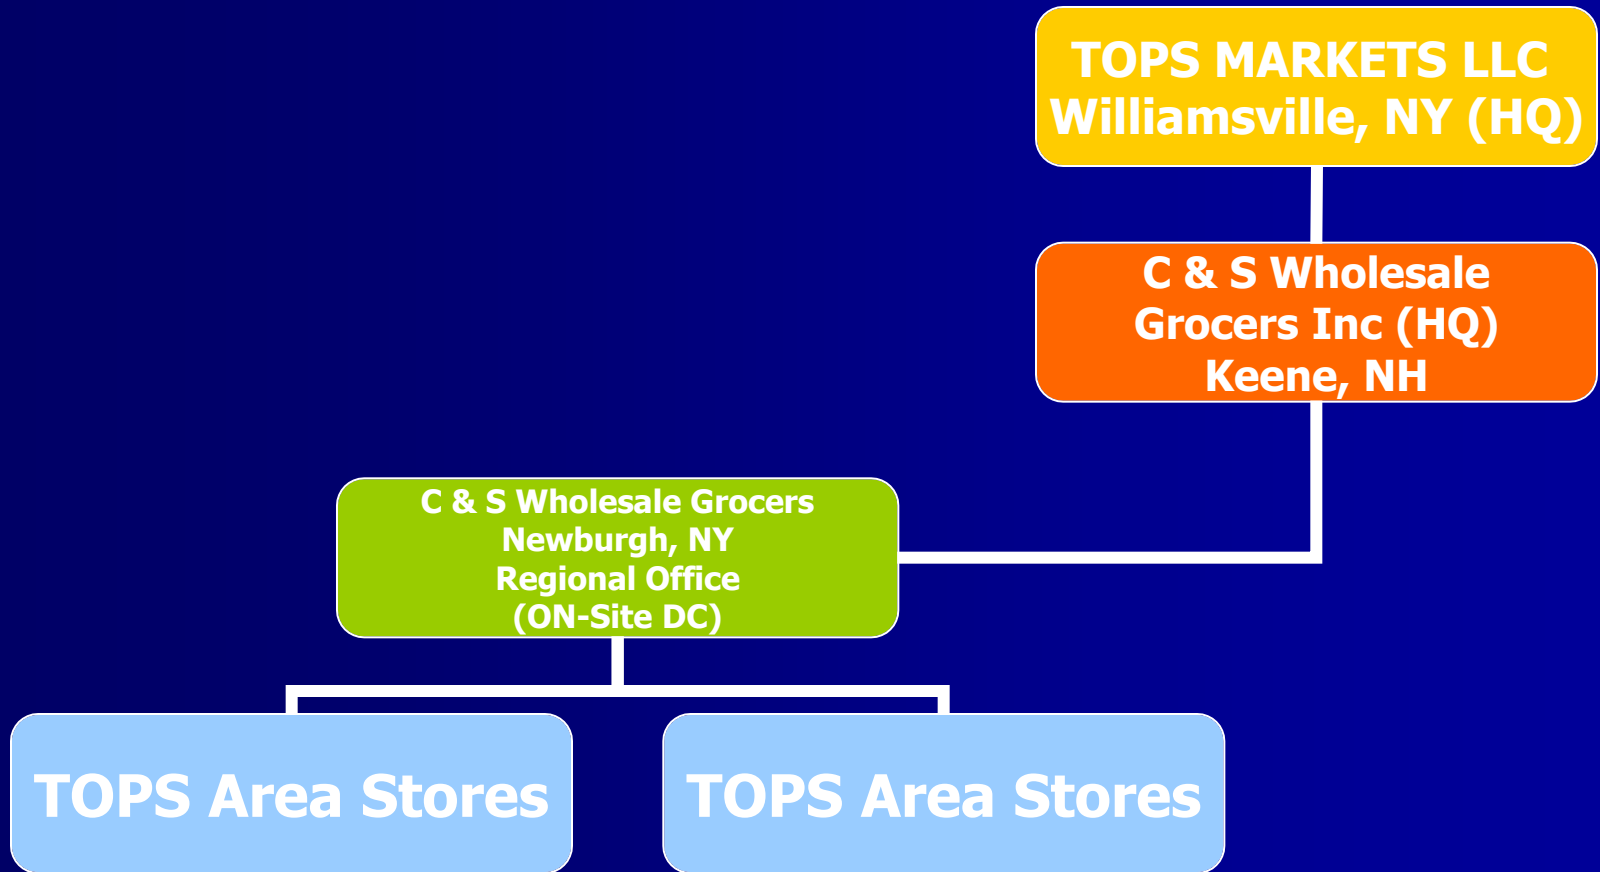 TOPS MARKETS LLC
Williamsville, NY (HQ)
C & S Wholesale
Grocers Inc (HQ)
Keene, NH
C & S Wholesale Grocers
Newburgh, NY
Regional Office
(ON-Site DC)
TOPS Area Stores
TOPS Area Stores